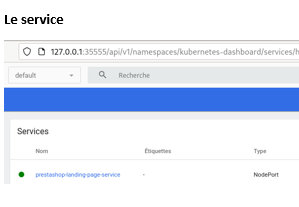 Le service
127.0.0.1:35555/api/v1/namespaces/kubernetes-dashboard/services/h
default Recherche
Services
Nom Étiquettes Type
prestashop-landing-page-service - NodePort